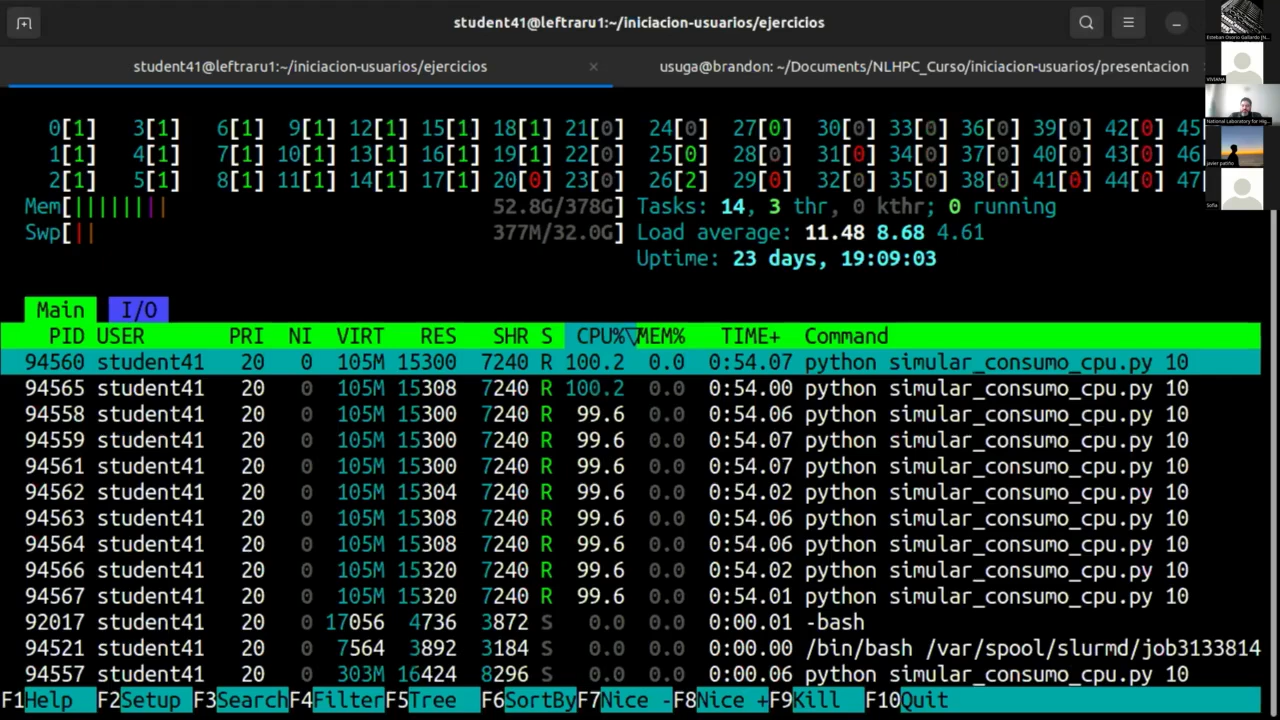 student41@leftraru1:~/iniciacion-usuarios/ejercicios
student41@leftraru1:~/iniciacion-usuarios/ejercicios × usuga@brandon: ~/Documents/NLHPC_Curso/iniciacion-usuarios/presentacion
VIVIANA
javier patiño
Sofia
0[1] 3[1] 6[1] 9[1] 12[1] 15[1] 18[1] 21[0] 24[0] 27[0] 30[0] 33[0] 36[0] 39[0] 42[0] 45
1[1] 4[1] 7[1] 10[1] 13[1] 16[1] 19[1] 22[0] 25[0] 28[0] 31[0] 34[0] 37[0] 40[0] 43[0] 46
2[1] 5[1] 8[1] 11[1] 14[1] 17[1] 20[0] 23[0] 26[2] 29[0] 32[0] 35[0] 38[0] 41[0] 44[0] 47
Mem[|||||||| 52.8G/378G] Tasks: 14, 3 thr, 0 kthr; 0 running
Swp[|| 377M/32.0G] Load average: 11.48 8.68 4.61
Uptime: 23 days, 19:09:03
Main I/O
PID USER PRI NI VIRT RES SHR S CPU%▽MEM% TIME+ Command
94560 student41 20 0 105M 15300 7240 R 100.2 0.0 0:54.07 python simular_consumo_cpu.py 10
94565 student41 20 0 105M 15308 7240 R 100.2 0.0 0:54.00 python simular_consumo_cpu.py 10
94558 student41 20 0 105M 15300 7240 R 99.6 0.0 0:54.07 python simular_consumo_cpu.py 10
94559 student41 20 0 105M 15300 7240 R 99.6 0.0 0:54.07 python simular_consumo_cpu.py 10
94561 student41 20 0 105M 15300 7240 R 99.6 0.0 0:54.07 python simular_consumo_cpu.py 10
94562 student41 20 0 105M 15304 7240 R 99.6 0.0 0:54.02 python simular_consumo_cpu.py 10
94563 student41 20 0 105M 15308 7240 R 99.6 0.0 0:54.06 python simular_consumo_cpu.py 10
94564 student41 20 0 105M 15308 7240 R 99.6 0.0 0:54.06 python simular_consumo_cpu.py 10
94566 student41 20 0 105M 15320 7240 R 99.6 0.0 0:54.02 python simular_consumo_cpu.py 10
94567 student41 20 0 105M 15320 7240 R 99.6 0.0 0:54.01 python simular_consumo_cpu.py 10
92017 student41 20 0 17056 4736 3872 S 0.0 0.0 0:00.01 -bash
94521 student41 20 0 7564 3892 3184 S 0.0 0.0 0:00.00 /bin/bash /var/spool/slurmd/job3133814
94557 student41 20 0 303M 16424 8296 S 0.0 0.0 0:00.06 python simular_consumo_cpu.py 10
F1Help F2Setup F3Search F4Filter F5Tree F6SortBy F7Nice - F8Nice + F9Kill F10Quit